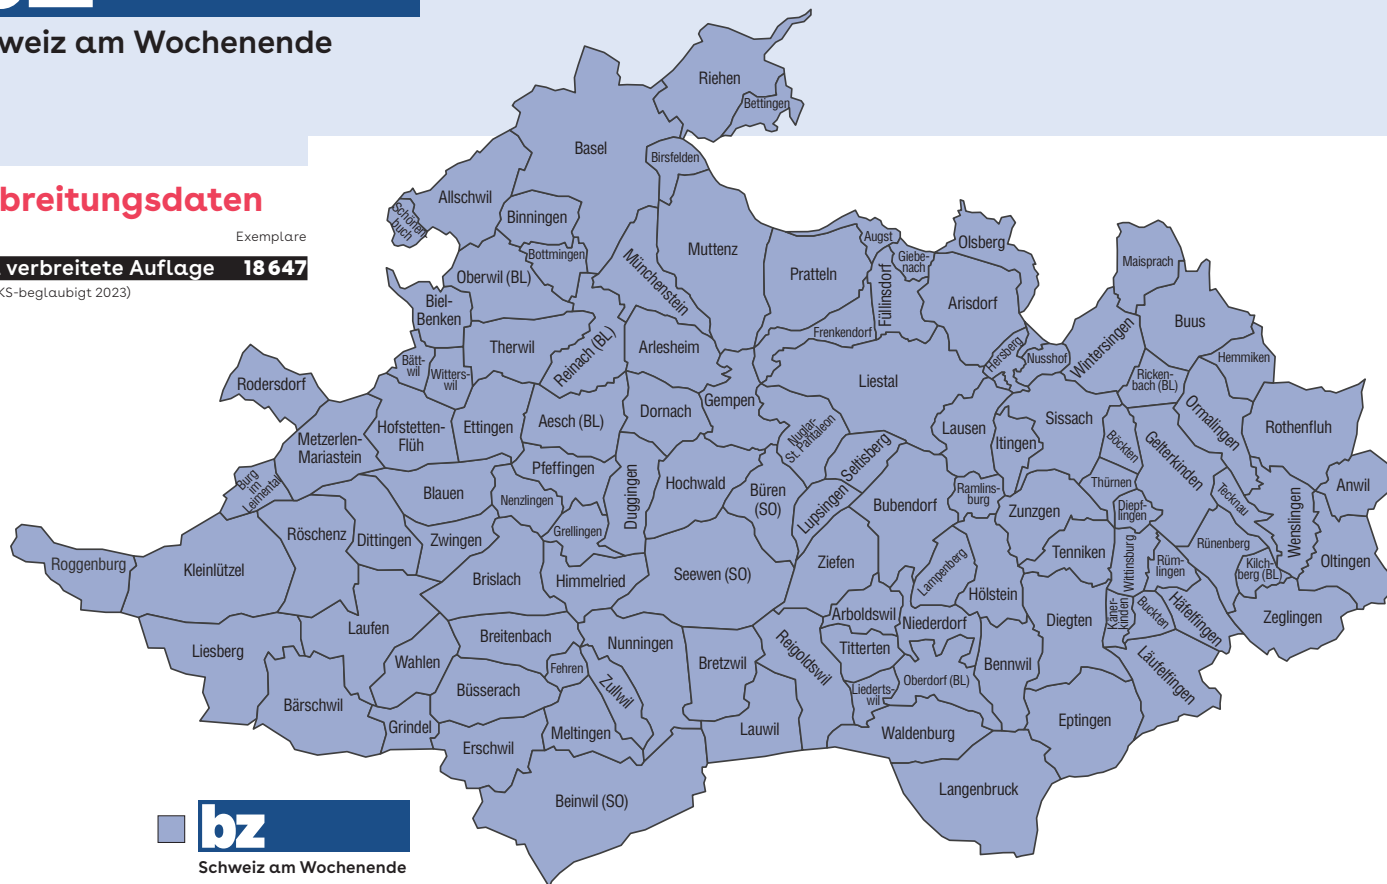 weiz am Wochenende
breitungsdaten
Exemplare
verbreitete Auflage 18 647
KS-beglaubigt 2023)
Riehen
Bettingen
Basel
Birsfelden
Allschwil
Schönen
buch
Binningen
Bottmingen
Oberwil (BL)
Münchenstein
Muttenz
Pratteln
Augst
Giebe-
nach
Olsberg
Füllinsdorf
Arisdorf
Maisprach
Biel-
Benken
Therwil
Reinach (BL)
Arlesheim
Frenkendorf
Hersberg
Nusshof
Wintersingen
Buus
Hemmiken
Bätt-
wil
Witters-
wil
Rodersdorf
Liestal
Ricken-
bach (BL)
Ormalingen
Rothenfluh
Metzerlen-
Mariastein
Hofstetten-
Flüh
Ettingen
Aesch (BL)
Dornach
Gempen
Nuglar-
St. Pantaleon
Seltisberg
Lausen
Itingen
Sissach
Böckten
Gelterkinden
Burg
im
Leimental
Blauen
Pfeffingen
Nenzlingen
Duggingen
Hochwald
Büren
(SO)
Lupsingen
Bubendorf
Ramlins-
burg
Zunzgen
Thürnen
Diepf-
lingen
Tecknau
Wenslingen
Anwil
Röschenz
Dittingen
Zwingen
Grellingen
Roggenburg
Kleinlützel
Brislach
Himmelried
Seewen (SO)
Ziefen
Lampenberg
Hölstein
Tenniken
Wittinsburg
Rüm-
lingen
Rünenberg
Kilch-
berg (BL)
Oltingen
Zeglingen
Liesberg
Laufen
Wahlen
Breitenbach
Fehren
Nunningen
Bretzwil
Reigoldswil
Arboldswil
Niederdorf
Titterten
Diegten
Käner-
kinden
Buckten
Häfelfingen
Läufelfingen
Bärschwil
Büsserach
Zullwil
Liederts-
wil
Oberdorf (BL)
Bennwil
Grindel
Erschwil
Meltingen
Lauwil
Waldenburg
Eptingen
Beinwil (SO)
Langenbruck
bz
Schweiz am Wochenende